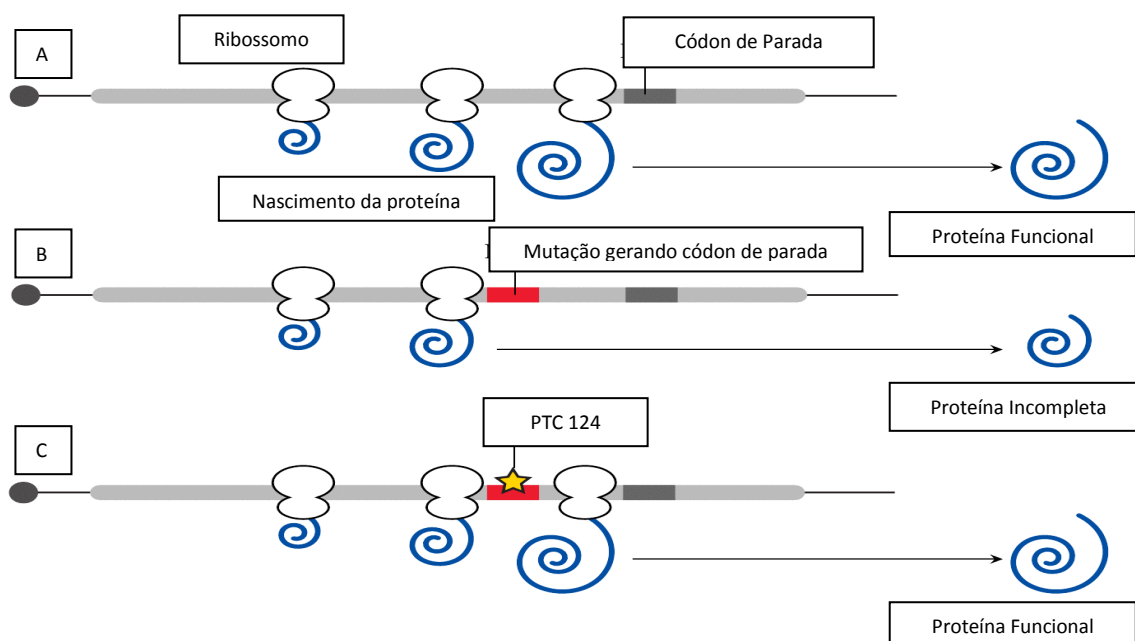 A
Ribossomo
Códon de Parada
Nascimento da proteína
Proteína Funcional
B
Mutação gerando códon de parada
Proteína Incompleta
C
PTC 124
Proteína Funcional